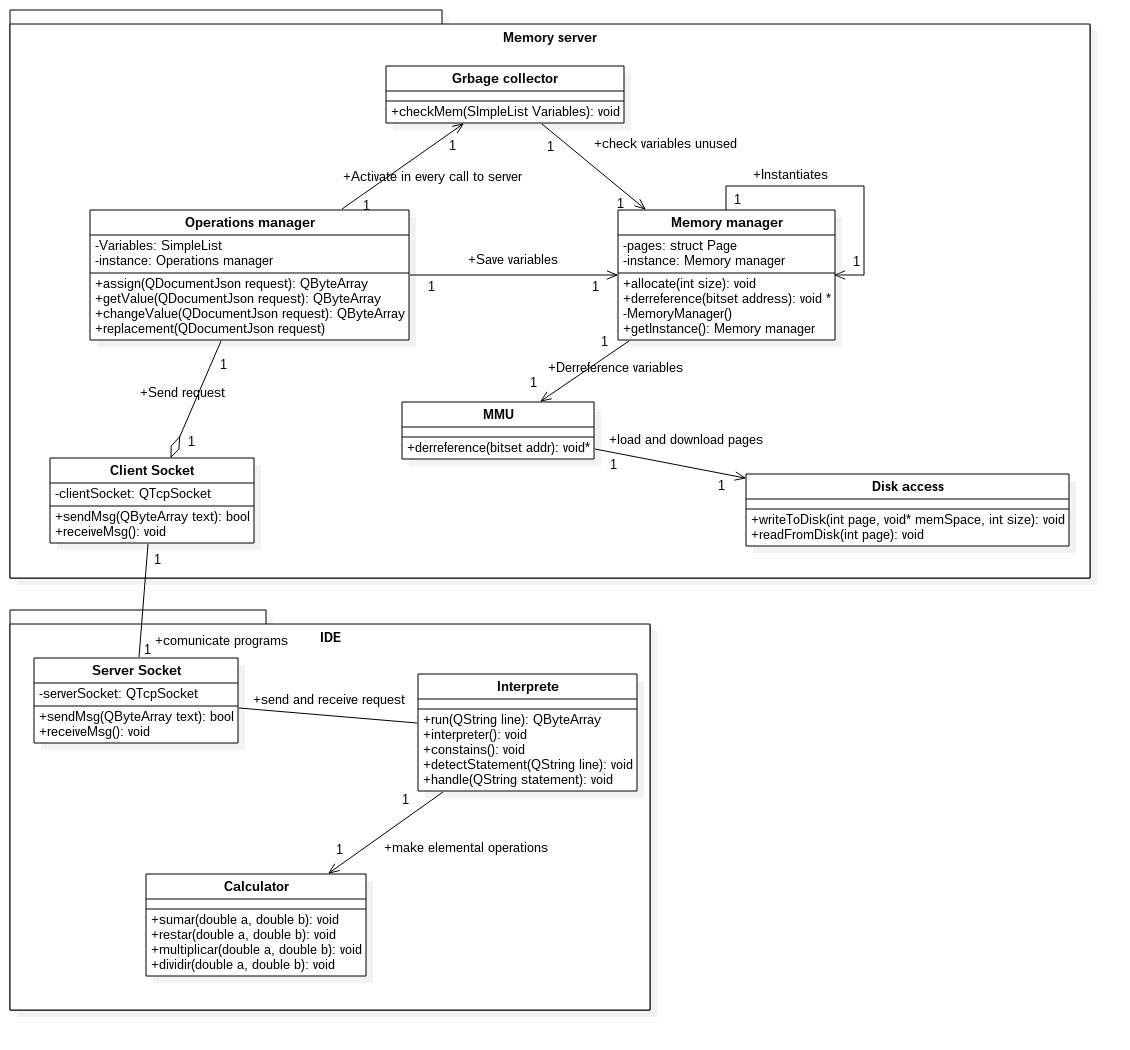 Memory server
Grbage collector
+checkMem(SImpleList Variables): void
1
1
+check variables unused
+Activate in every call to server
+Instantiates
1
1
1
Operations manager
-Variables: SimpleList
-instance: Operations manager
+assign(QDocumentJson request): QByteArray
+getValue(QDocumentJson request): QByteArray
+changeValue(QDocumentJson request): QByteArray
+replacement(QDocumentJson request)
+Save variables
1
1
Memory manager
-pages: struct Page
-instance: Memory manager
+allocate(int size): void
+derreference(bitset address): void *
-MemoryManager()
+getInstance(): Memory manager
1
1
+Send request
1
1
+Derreference variables
1
MMU
+derreference(bitset addr): void*
+load and download pages
1
1
Client Socket
-clientSocket: QTcpSocket
+sendMsg(QByteArray text): bool
+receiveMsg(): void
Disk access
+writeToDisk(int page, void* memSpace, int size): void
+readFromDisk(int page): void
1
IDE
+comunicate programs
1
Server Socket
-serverSocket: QTcpSocket
+sendMsg(QByteArray text): bool
+receiveMsg(): void
+send and receive request
Interprete
+run(QString line): QByteArray
+interpreter(): void
+constains(): void
+detectStatement(QString line): void
+handle(QString statement): void
1
+make elemental operations
1
Calculator
+sumar(double a, double b): void
+restar(double a, double b): void
+multiplicar(double a, double b): void
+dividir(double a, double b): void